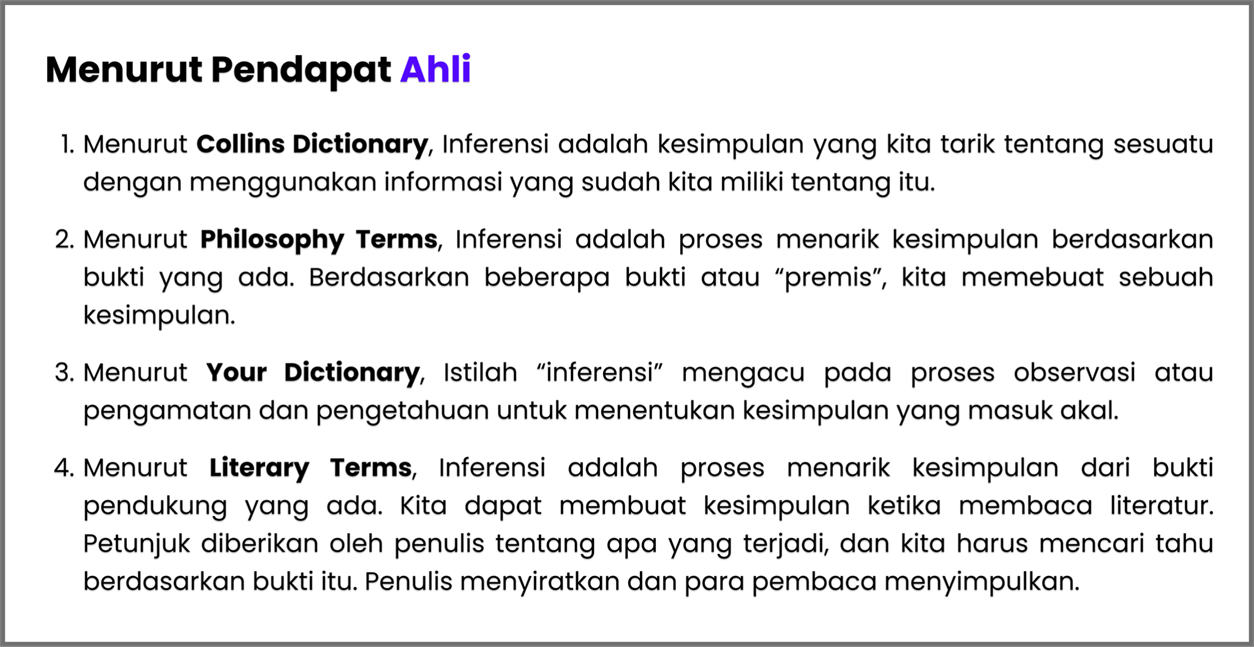 Menurut Pendapat Ahli
1. Menurut Collins Dictionary, Inferensi adalah kesimpulan yang kita tarik tentang sesuatu
dengan menggunakan informasi yang sudah kita miliki tentang itu.
2. Menurut Philosophy Terms, Inferensi adalah proses menarik kesimpulan berdasarkan
bukti yang ada. Berdasarkan beberapa bukti atau “premis”, kita memebuat sebuah
kesimpulan.
3. Menurut Your Dictionary, Istilah “inferensi” mengacu pada proses observasi atau
pengamatan dan pengetahuan untuk menentukan kesimpulan yang masuk akal.
4. Menurut Literary Terms, Inferensi adalah proses menarik kesimpulan dari bukti
pendukung yang ada. Kita dapat membuat kesimpulan ketika membaca literatur.
Petunjuk diberikan oleh penulis tentang apa yang terjadi, dan kita harus mencari tahu
berdasarkan bukti itu. Penulis menyiratkan dan para pembaca menyimpulkan.